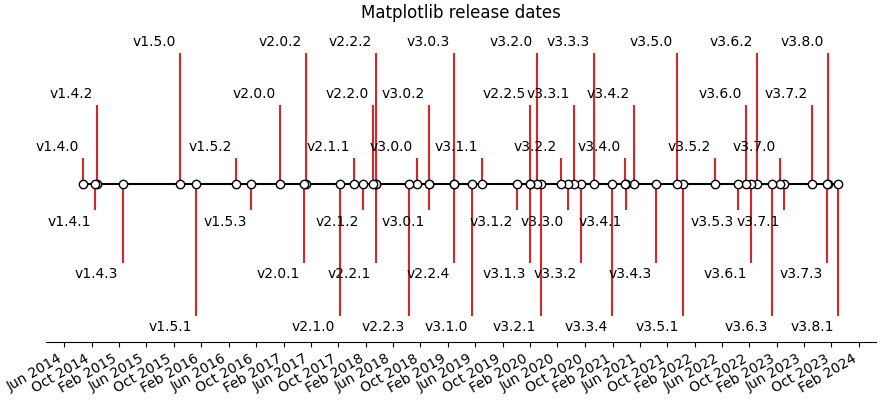 Matplotlib release dates
v1.5.0 v2.0.2 v2.2.2 v3.0.3 v3.2.0 v3.3.3 v3.5.0 v3.6.2 v3.8.0
v1.4.2 v2.0.0 v2.2.0 v3.0.2 v2.2.5 v3.3.1 v3.4.2 v3.6.0 v3.7.2
v1.4.0 v1.5.2 v2.1.1 v3.0.0 v3.1.1 v3.2.2 v3.4.0 v3.5.2 v3.7.0
v1.4.1 v1.5.3 v2.1.2 v3.0.1 v3.1.2 v3.3.0 v3.4.1 v3.5.3 v3.7.1
v1.4.3 v2.0.1 v2.2.1 v2.2.4 v3.1.3 v3.3.2 v3.4.3 v3.6.1 v3.7.3
v1.5.1 v2.1.0 v2.2.3 v3.1.0 v3.2.1 v3.3.4 v3.5.1 v3.6.3 v3.8.1
Jun 2014 Oct 2014 Feb 2015 Jun 2015 Oct 2015 Feb 2016 Jun 2016 Oct 2016 Feb 2017 Jun 2017 Oct 2017 Feb 2018 Jun 2018 Oct 2018 Feb 2019 Jun 2019 Oct 2019 Feb 2020 Jun 2020 Oct 2020 Feb 2021 Jun 2021 Oct 2021 Feb 2022 Jun 2022 Oct 2022 Feb 2023 Jun 2023 Oct 2023 Feb 2024